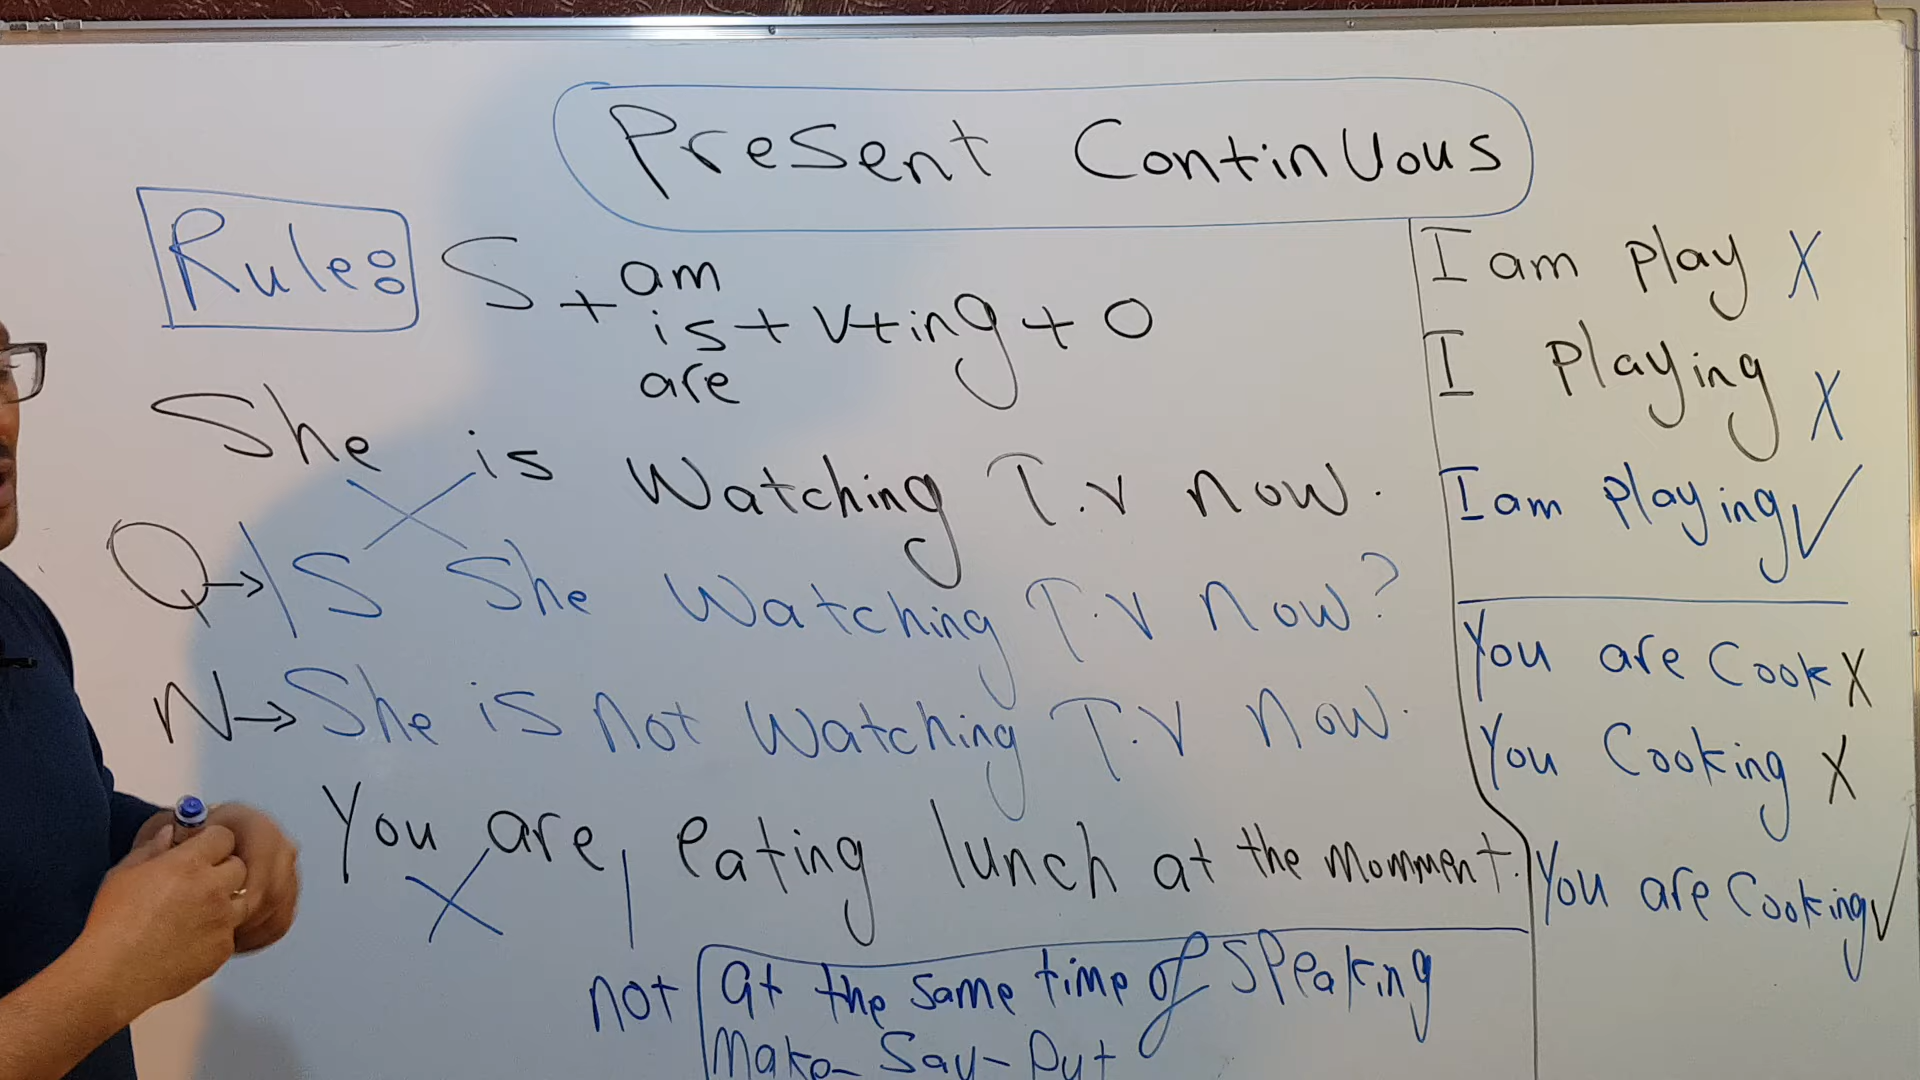 Present Continuous
Rule: S + am
is + v+ing + O
are
She is Watching T.V now.
Q → Is She Watching T.V now?
N → She is not Watching T.V now.
You are, eating lunch at the Momment.
not
at the same time of Speaking
Make - Say - Put
I am play X
I Playing X
I am playing ✓
You are Cook X
You Cooking X
You are Cooking ✓